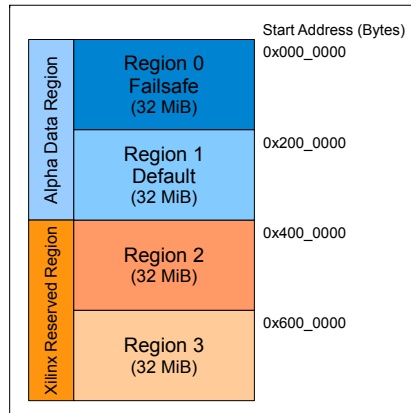 Start Address (Bytes)
0x000_0000
Alpha Data Region
Region 0
Failsafe
(32 MiB)
0x200_0000
Region 1
Default
(32 MiB)
0x400_0000
Xilinx Reserved Region
Region 2
(32 MiB)
0x600_0000
Region 3
(32 MiB)